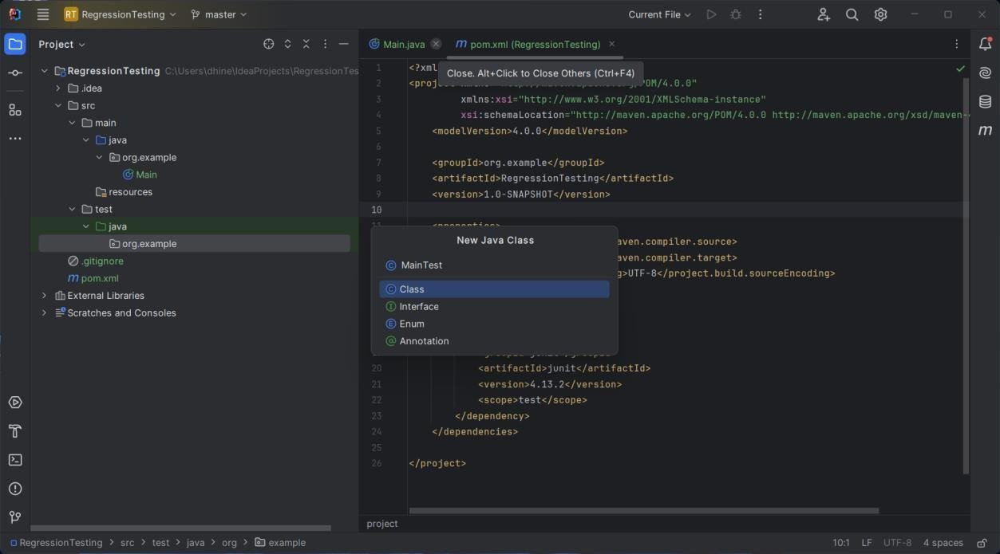 RT RegressionTesting master Current File
Project
RegressionTesting C:\Users\dhine\IdeaProjects\RegressionTes
.idea
src
main
java
org.example
Main
resources
test
java
org.example
.gitignore
m pom.xml
External Libraries
Scratches and Consoles
Main.java m pom.xml (RegressionTesting)
Close. Alt+Click to Close Others (Ctrl+F4)
1 <?xml
2 <project POM/4.0.0"
3 xmlns:xsi="http://www.w3.org/2001/XMLSchema-instance"
4 xsi:schemaLocation="http://maven.apache.org/POM/4.0.0 http://maven.apache.org/xsd/maven-
5 <modelVersion>4.0.0</modelVersion>
6
7 <groupId>org.example</groupId>
8 <artifactId>RegressionTesting</artifactId>
9 <version>1.0-SNAPSHOT</version>
10
11 <properties>
aven.compiler.source>
aven.compiler.target>
g>UTF-8</project.build.sourceEncoding>
New Java Class
MainTest
Class
Interface
Enum
Annotation
20 <artifactId>junit</artifactId>
21 <version>4.13.2</version>
22 <scope>test</scope>
23 </dependency>
24 </dependencies>
25
26 </project>
project
m
RegressionTesting > src > test > java > org > example 10:1 LF UTF-8 4 spaces